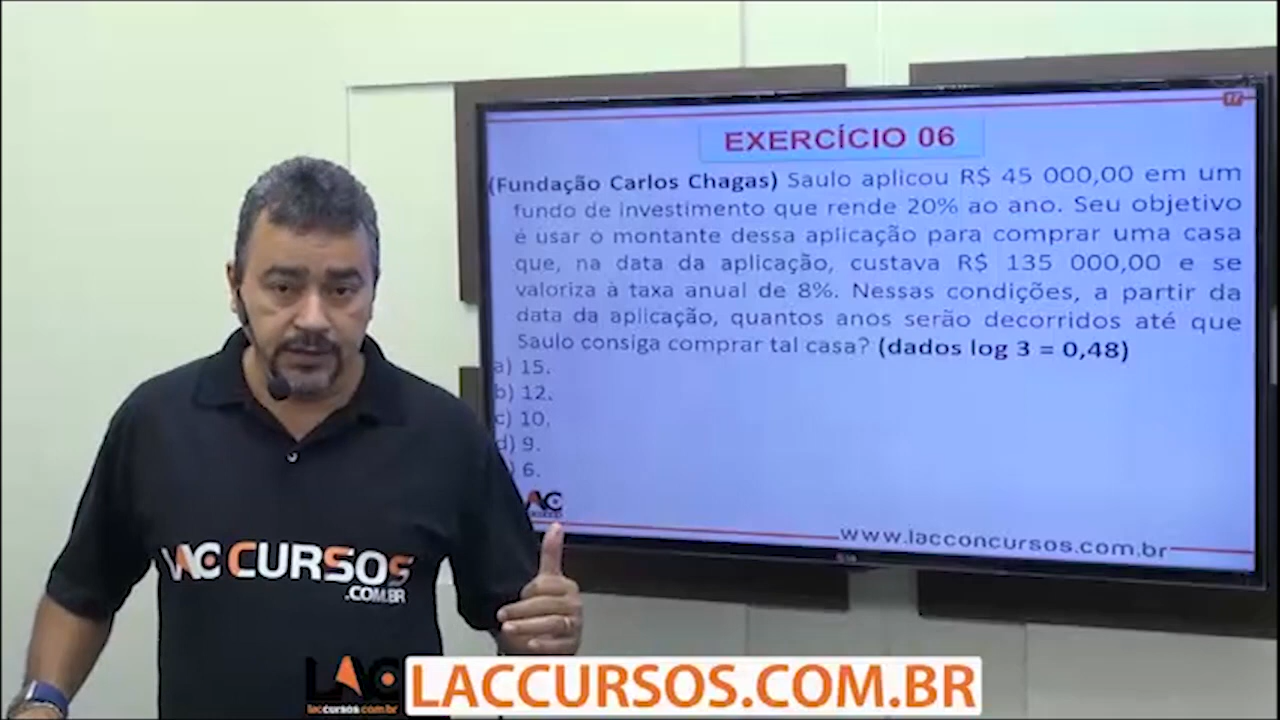 17
EXERCÍCIO 06
(Fundação Carlos Chagas) Saulo aplicou R$ 45 000,00 em um
fundo de investimento que rende 20% ao ano. Seu objetivo
é usar o montante dessa aplicação para comprar uma casa
que, na data da aplicação, custava R$ 135 000,00 e se
valoriza à taxa anual de 8%. Nessas condições, a partir da
data da aplicação, quantos anos serão decorridos até que
Saulo consiga comprar tal casa? (dados log 3 = 0,48)
a) 15.
b) 12.
c) 10.
d) 9.
) 6.
www.lacconcursos.com.br
LAC CURSOS
.COM.BR
LAC
laccursos.com.br
LACCURSOS.COM.BR